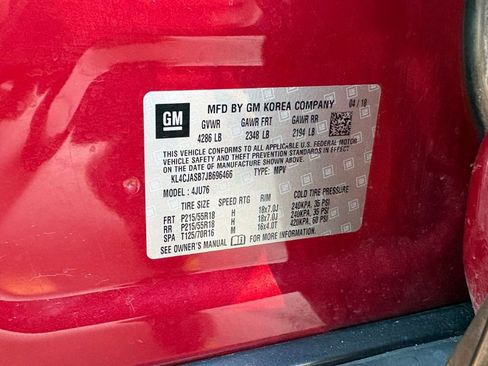 GM MFD BY GM KOREA COMPANY 04 / 18
GVWR GAWR FRT GAWR RR
4286 LB 2348 LB 2194 LB
THIS VEHICLE CONFORMS TO ALL APPLICABLE U.S. FEDERAL MOTOR
VEHICLE SAFETY, BUMPER, AND THEFT PREVENTION STANDARDS IN EFFECT
ON THE DATE OF MANUFACTURE SHOWN ABOVE.
KL4CJASB7JB696466 TYPE: MPV
MODEL: 4JU76
TIRE SIZE SPEED RTG RIM COLD TIRE PRESSURE
FRT P215/55R18 H 18x7.0J 240KPA, 35 PSI
RR P215/55R18 H 18x7.0J 240KPA, 35 PSI
SPA T125/70R16 M 16x4.0T 420KPA, 60 PSI
SEE OWNER'S MANUAL FOR MORE INFORMATION.